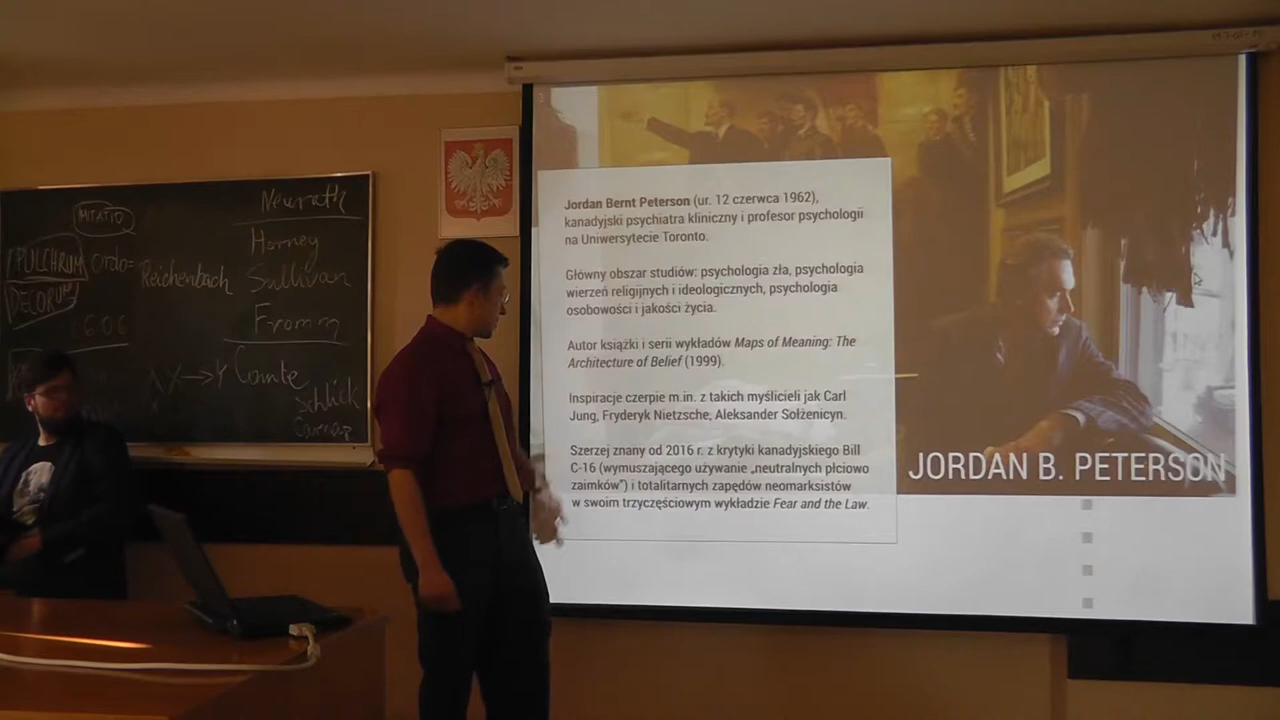 IMITATIO
PULCHRUM
ordo=
DECORUM
Reichenbach
Neurath
Horney
Sullivan
Fromm
X→Y Comte
Schlick
Carnap
Jordan Bernt Peterson (ur. 12 czerwca 1962),
kanadyjski psychiatra kliniczny i profesor psychologii
na Uniwersytecie Toronto.
Główny obszar studiów: psychologia zła, psychologia
wierzeń religijnych i ideologicznych, psychologia
osobowości i jakości życia.
Autor książki i serii wykładów Maps of Meaning: The
Architecture of Belief (1999).
Inspiracje czerpie m.in. z takich myślicieli jak Carl
Jung, Fryderyk Nietzsche, Aleksander Sołżenicyn.
Szerzej znany od 2016 r. z krytyki kanadyjskiego Bill
C-16 (wymuszającego używanie „neutralnych płciowo
zaimków”) i totalitarnych zapędów neomarksistów
w swoim trzyczęściowym wykładzie Fear and the Law.
JORDAN B. PETERSON